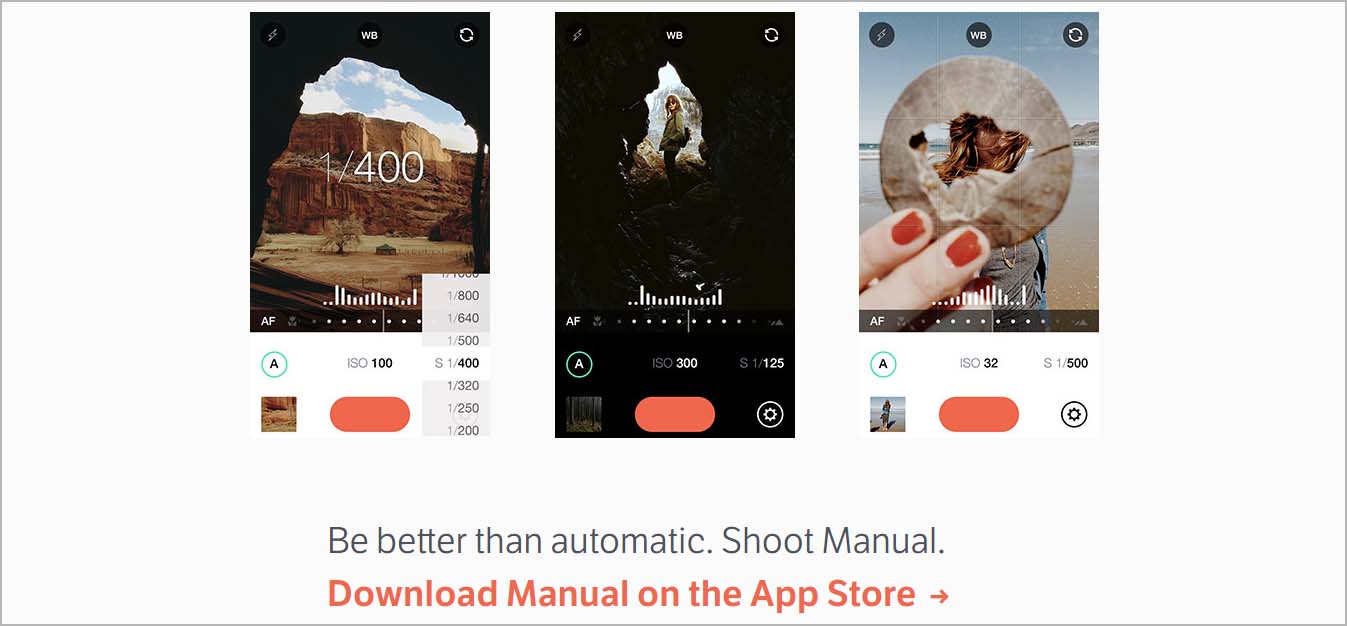 WB
1/400
1/1000
1/800
1/640
1/500
AF
A
ISO 100
S 1/400
1/320
1/250
1/200
WB
AF
A
ISO 300
S 1/125
WB
AF
A
ISO 32
S 1/500
Be better than automatic. Shoot Manual.
Download Manual on the App Store →